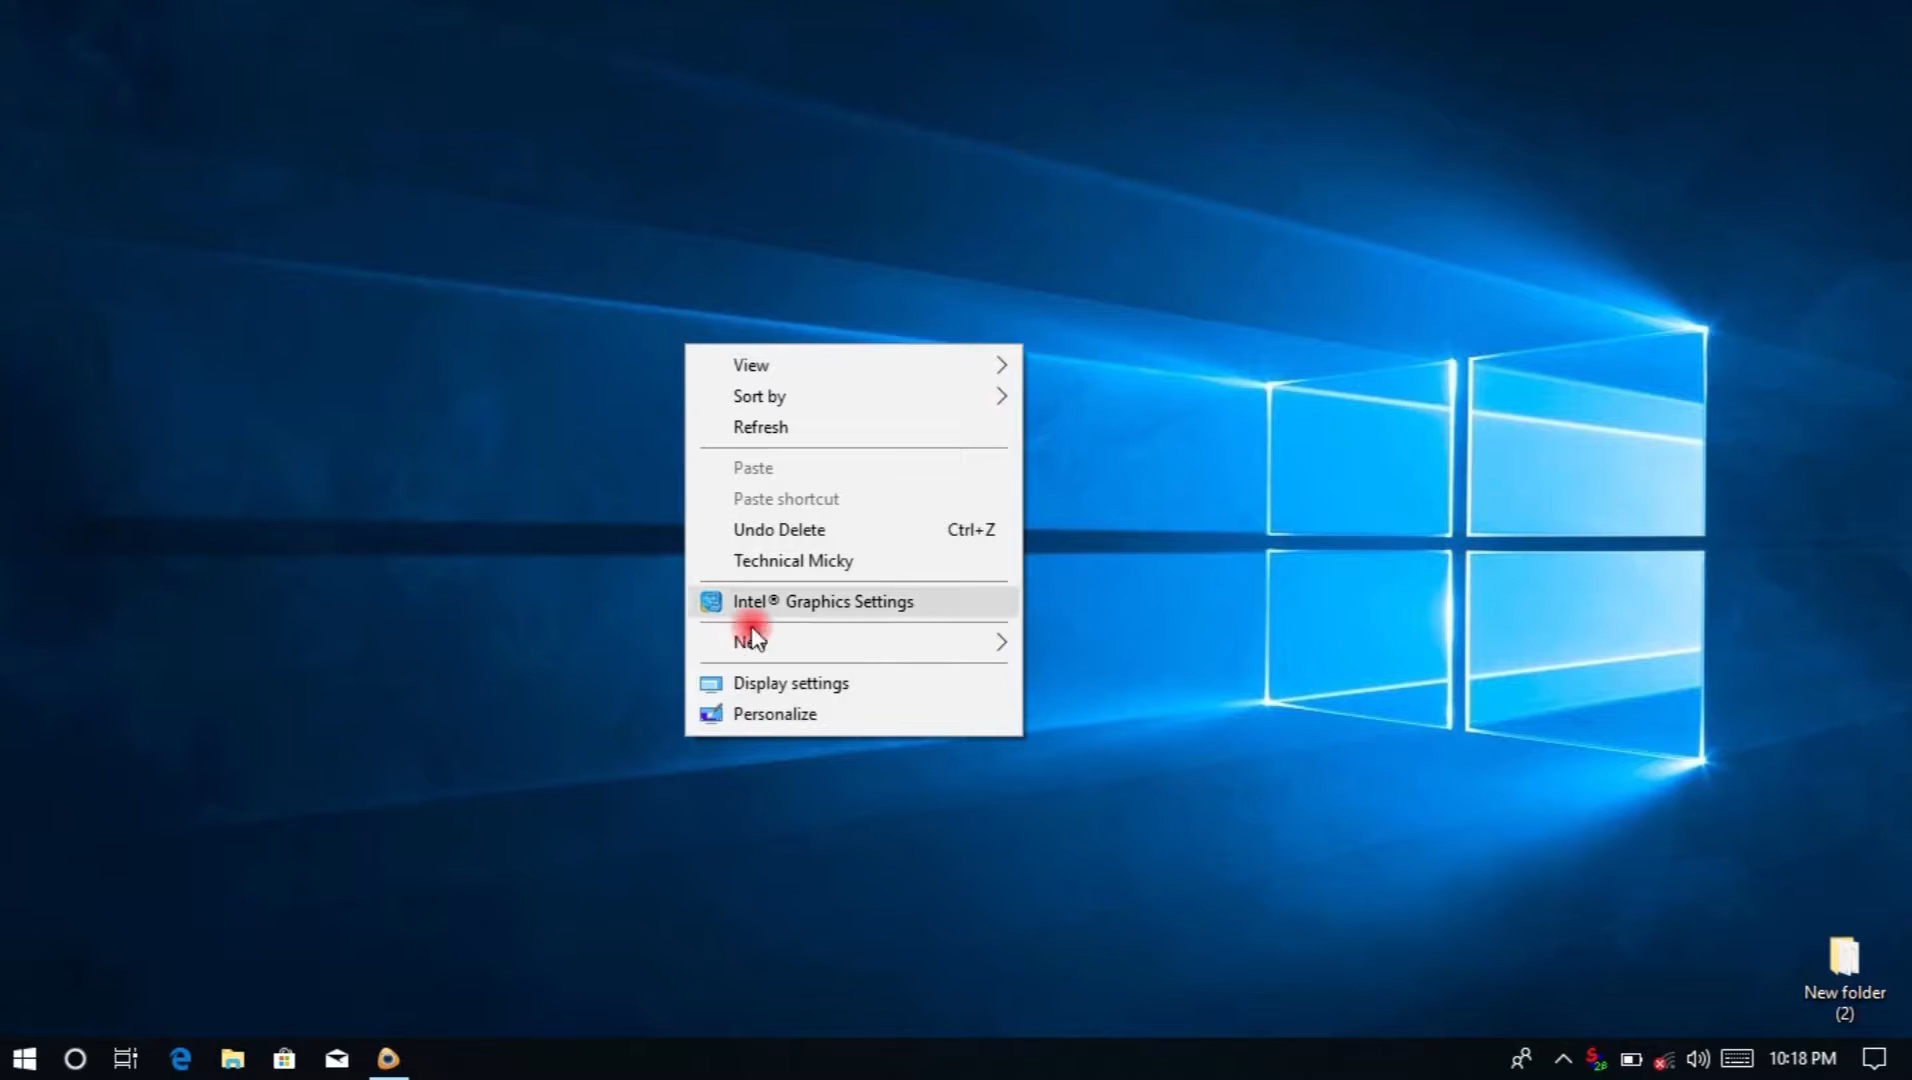 View
Sort by
Refresh
Paste
Paste shortcut
Undo Delete Ctrl+Z
Technical Micky
Intel® Graphics Settings
New
Display settings
Personalize
New folder
(2)
10:18 PM